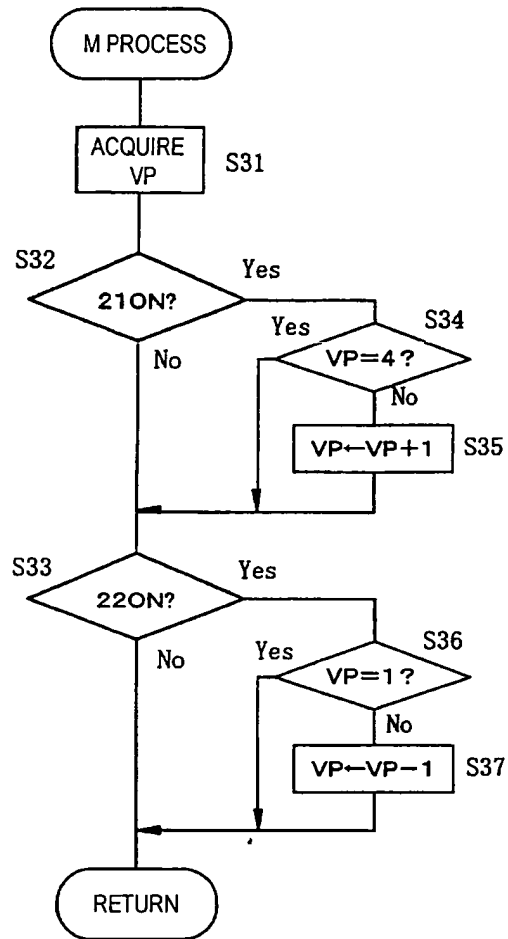 M PROCESS
ACQUIRE
VP
S31
S32
21ON?
Yes
No
S34
Yes
VP=4?
No
VP←VP+1
S35
S33
22ON?
Yes
No
S36
Yes
VP=1?
No
VP←VP−1
S37
RETURN